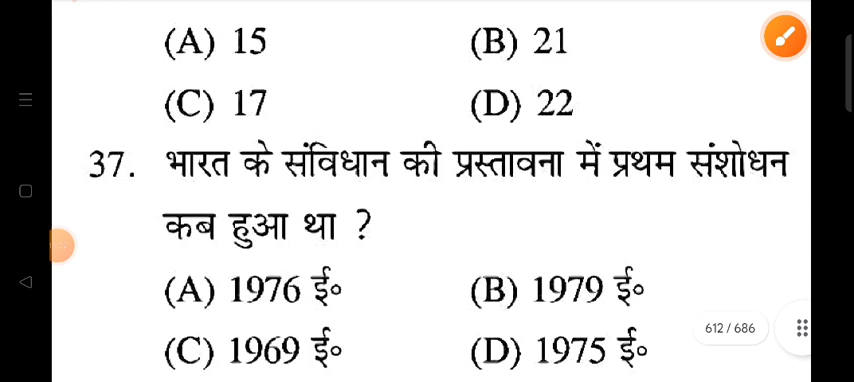 (A) 15 (B) 21
(C) 17 (D) 22
37. भारत के संविधान की प्रस्तावना में प्रथम संशोधन
कब हुआ था ?
(A) 1976 ई० (B) 1979 ई०
612 / 686
(C) 1969 ई० (D) 1975 ई०